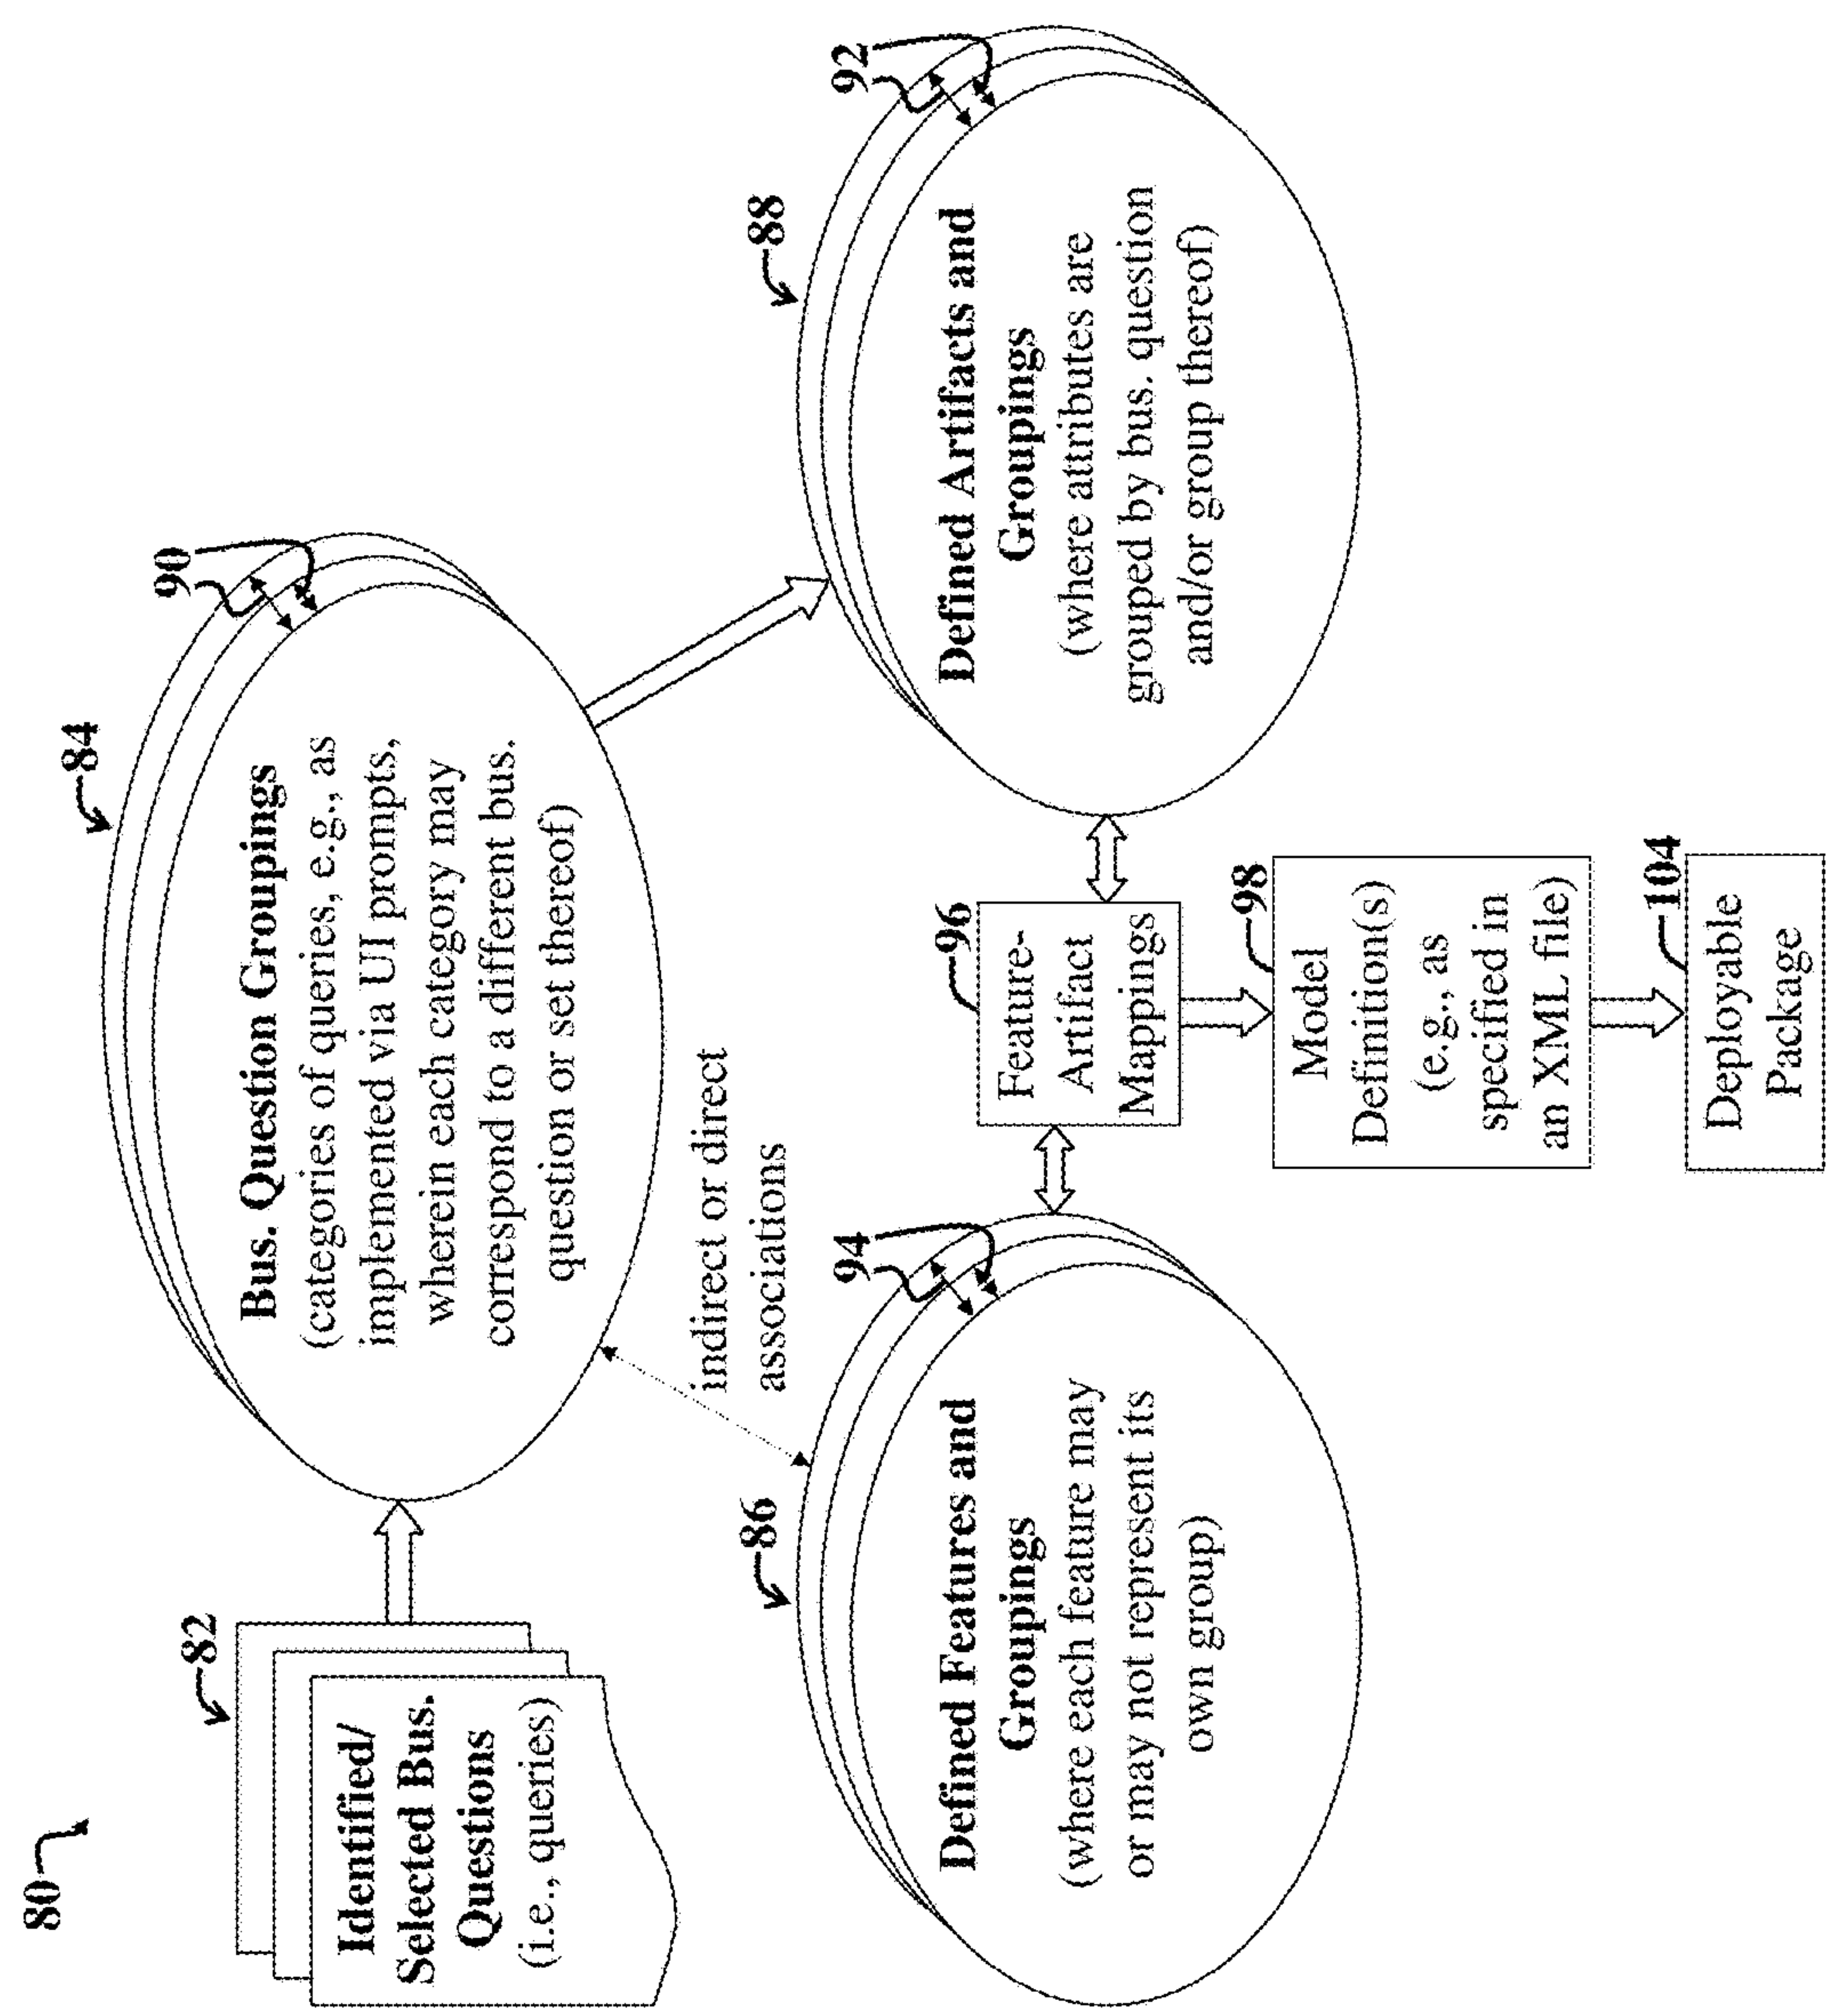 80
82
Identified/
Selected Bus.
Questions
(i.e., queries)
84
90
Bus. Question Groupings
(categories of queries, e.g., as
implemented via UI prompts,
wherein each category may
correspond to a different bus.
question or set thereof)
indirect or direct
associations
86
94
Defined Features and
Groupings
(where each feature may
or may not represent its
own group)
96
Feature-
Artifact
Mappings
88
92
Defined Artifacts and
Groupings
(where attributes are
grouped by bus. question
and/or group thereof)
98
Model
Definition(s)
(e.g., as
specified in
an XML file)
104
Deployable
Package